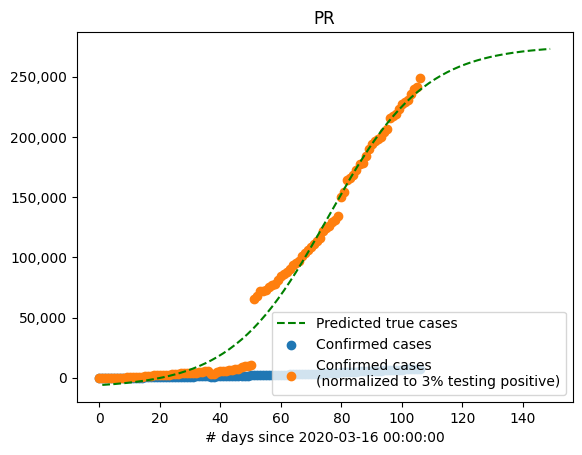 PR
250,000
200,000
150,000
100,000
50,000
0
Predicted true cases
Confirmed cases
Confirmed cases
(normalized to 3% testing positive)
0 20 40 60 80 100 120 140
# days since 2020-03-16 00:00:00